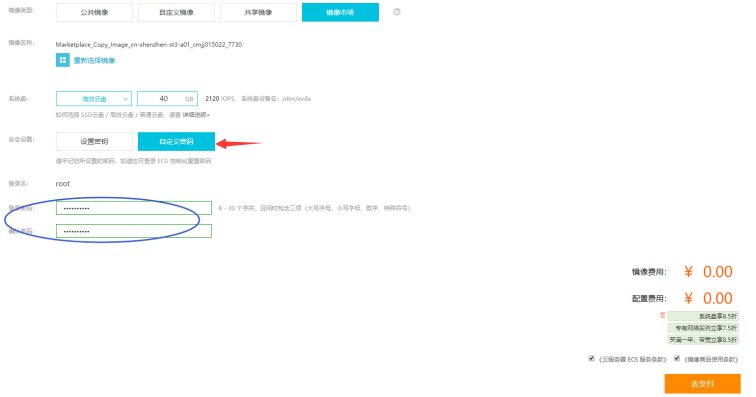 镜像类型： 公共镜像 自定义镜像 共享镜像 镜像市场 ?
镜像名称： Marketplace_Copy_Image_cn-shenzhen-st3-a01_cmjj015022_7730
重新选择镜像
系统盘： 高效云盘 40 GB 2120 IOPS 系统盘设备名：/dev/xvda
如何选择 SSD云盘 / 高效云盘 / 普通云盘，请看 详细说明>
安全设置： 设置密钥 自定义密码
请牢记您所设置的密码，如遗忘可登录 ECS 控制台重置密码
登录名： root
登录密码： •••••••••• 8 - 30 个字符，且同时包含三项（大写字母、小写字母、数字、特殊符号）
确认密码： ••••••••••
镜像费用： ¥ 0.00
配置费用： ¥ 0.00
系统盘享8.5折
专有网络实例立享7.5折
买满一年，带宽立享8.5折
《云服务器 ECS 服务条款》 《镜像商品使用条款》
去支付